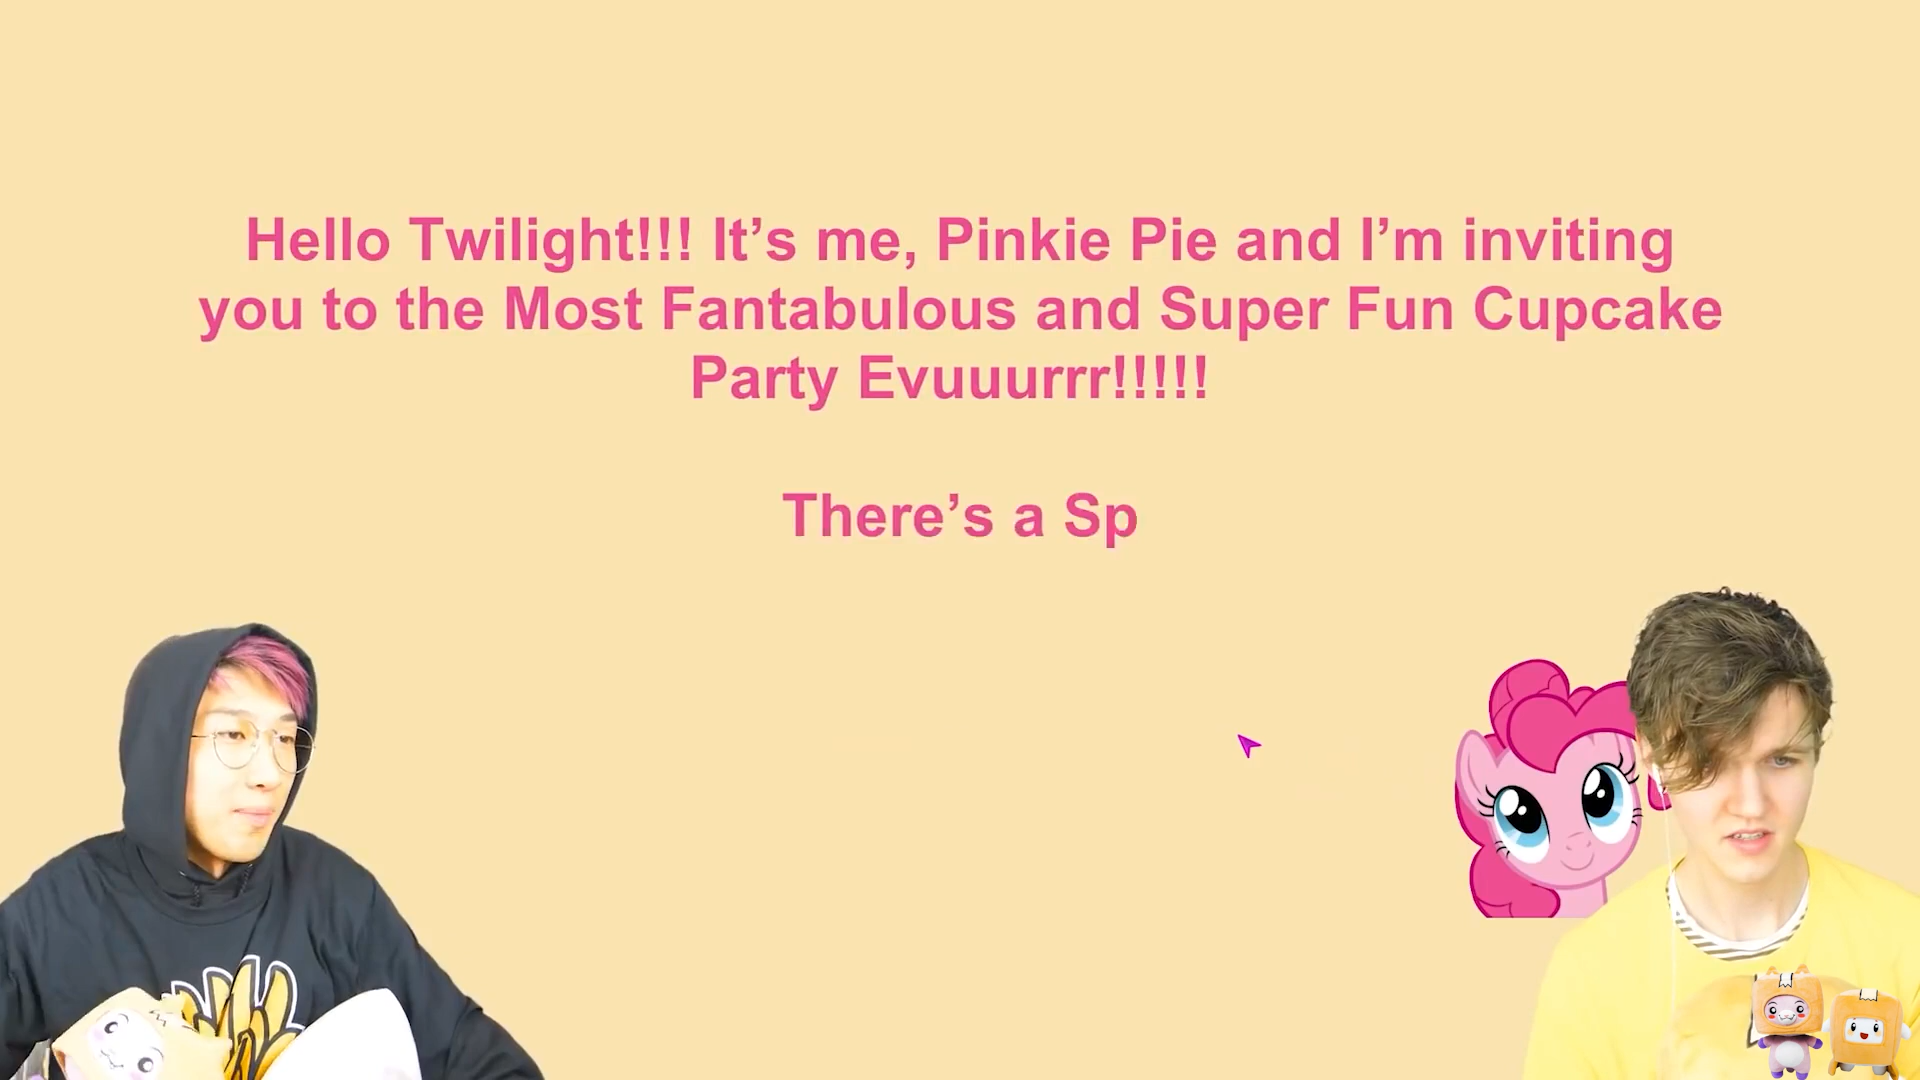 Hello Twilight!!! It’s me, Pinkie Pie and I’m inviting
you to the Most Fantabulous and Super Fun Cupcake
Party Evuuurrr!!!!!
There’s a Sp